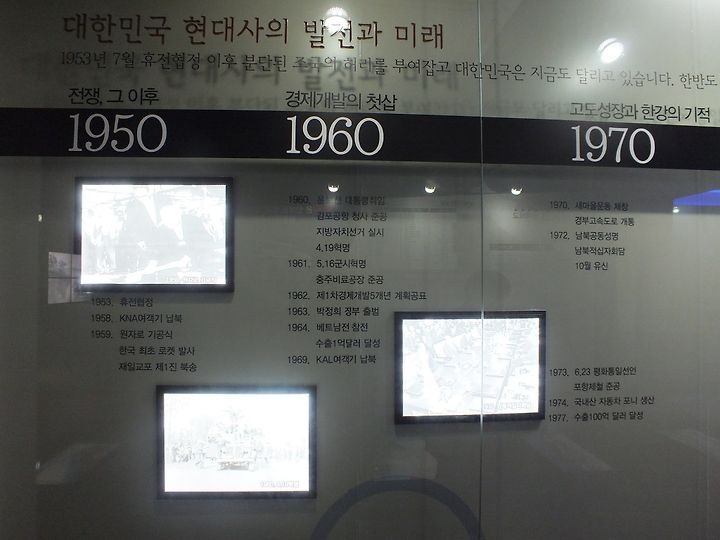 대한민국 현대사의 발전과 미래
1953년 7월 휴전협정 이후 분단된 조국의 허리를 부여잡고 대한민국은 지금도 달리고 있습니다. 한반도
전쟁, 그 이후
1950
경제개발의 첫삽
1960
고도성장과 한강의 기적
1970
1953. 휴전협정
1958. KNA여객기 납북
1959. 원자로 기공식
한국 최초 로켓 발사
재일교포 제1진 북송
1960. 윤보선 대통령취임
김포공항 청사 준공
지방자치선거 실시
4.19혁명
1961. 5.16군시혁명
충주비료공장 준공
1962. 제1차경제개발5개년 계획공표
1963. 박정희 정부 출범
1964. 베트남전 참전
수출1억달러 달성
1969. KAL여객기 납북
1970. 새마을운동 제창
경부고속도로 개통
1972. 남북공동성명
남북적십자회담
10월 유신
1973. 6.23 평화통일선언
포항제철 준공
1974. 국내산 자동차 포니 생산
1977. 수출100억 달러 달성